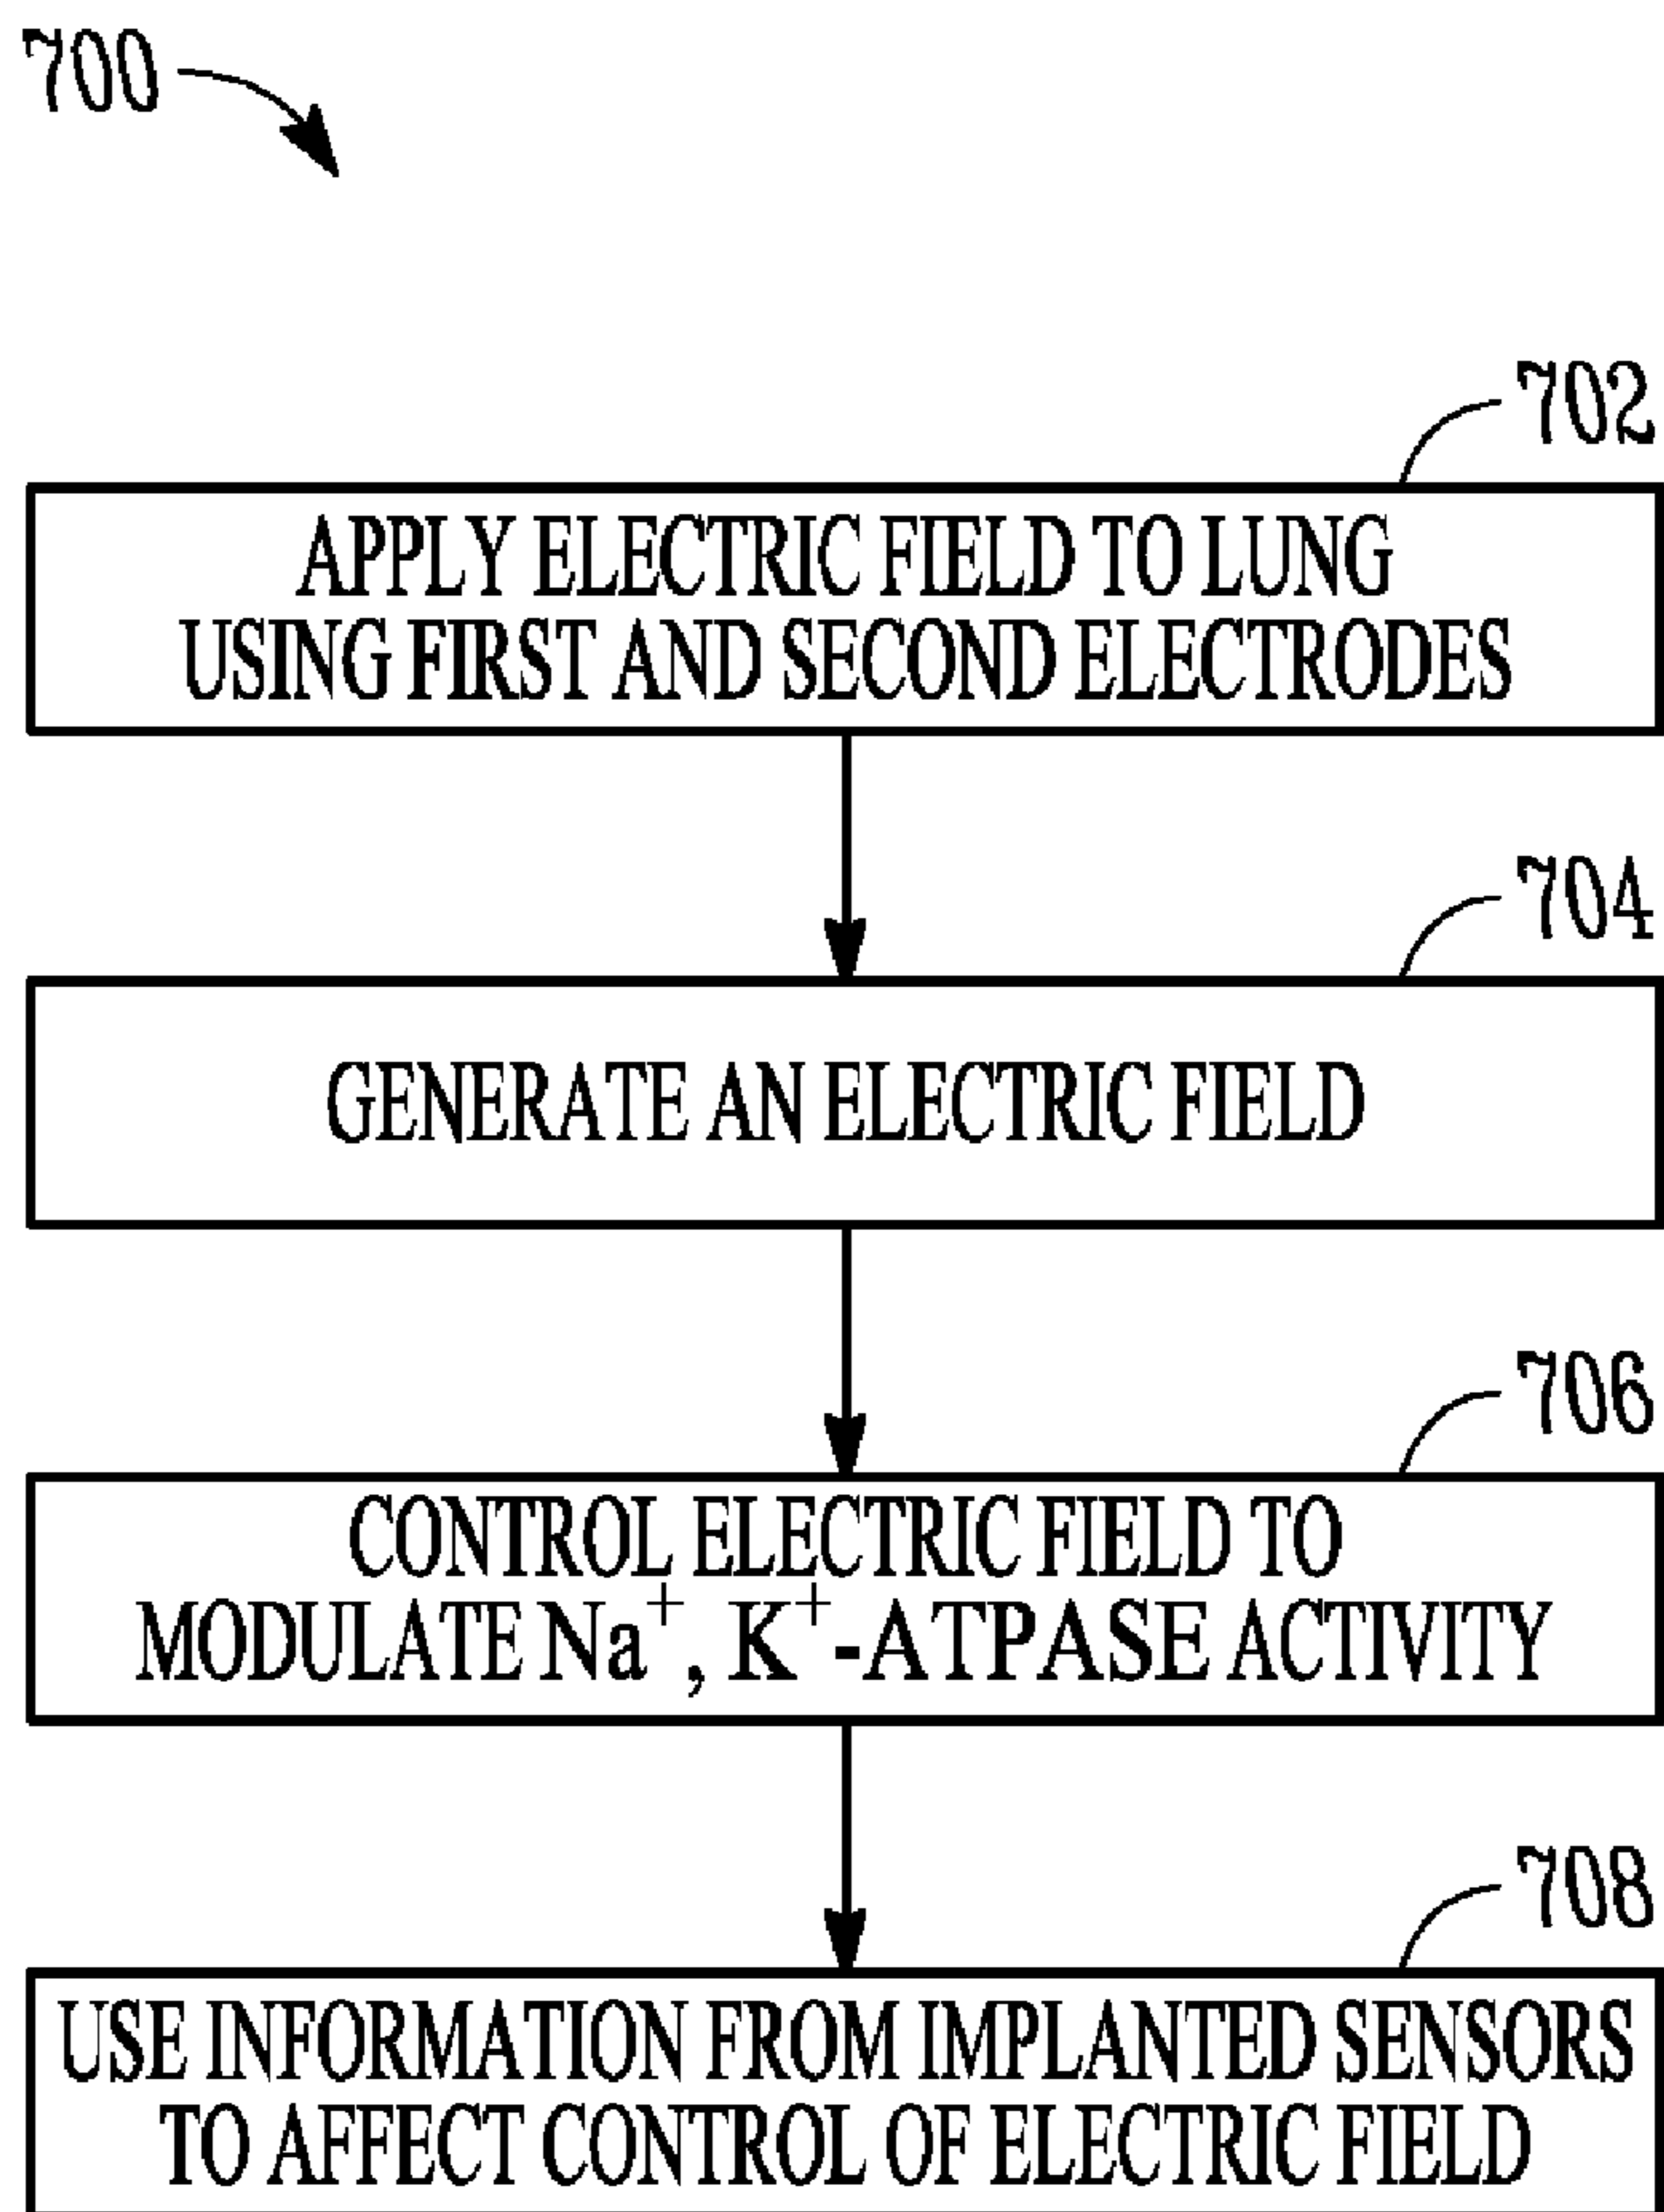 700
702
APPLY ELECTRIC FIELD TO LUNG
USING FIRST AND SECOND ELECTRODES
704
GENERATE AN ELECTRIC FIELD
706
CONTROL ELECTRIC FIELD TO
MODULATE Na⁺, K⁺-ATPASE ACTIVITY
708
USE INFORMATION FROM IMPLANTED SENSORS
TO AFFECT CONTROL OF ELECTRIC FIELD